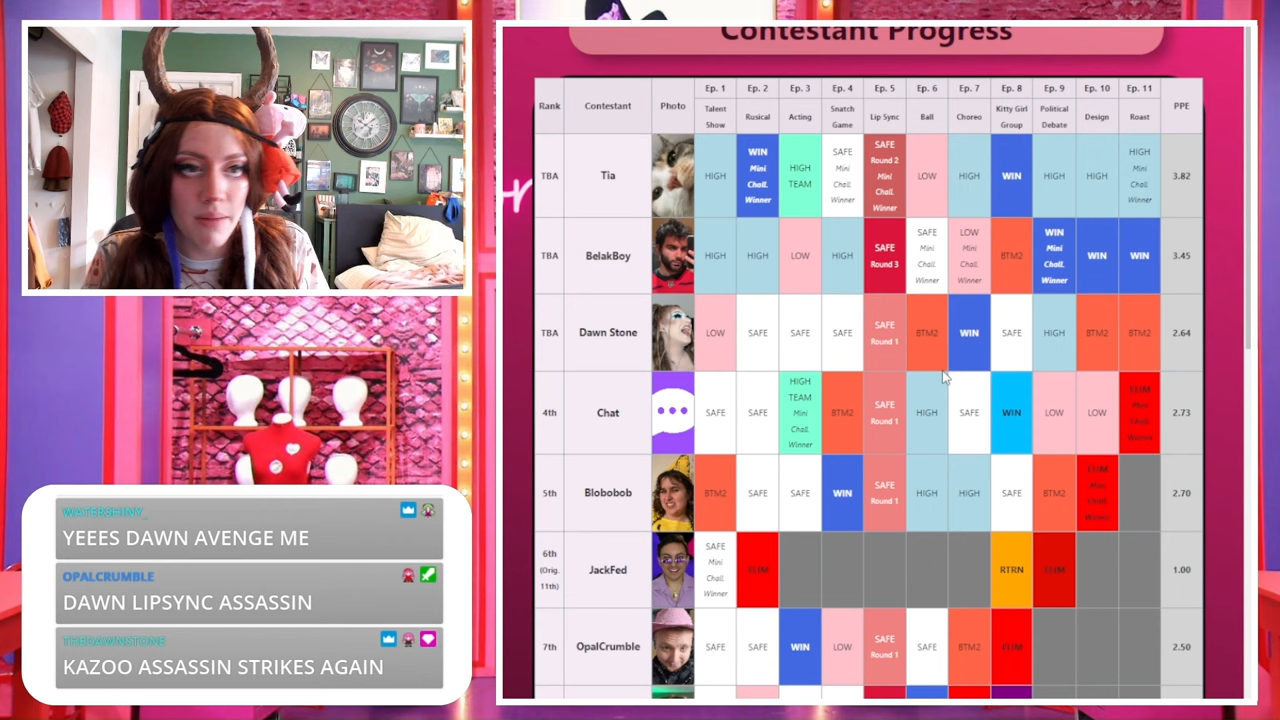 Contestant Progress
Rank Contestant Photo Ep. 1 Ep. 2 Ep. 3 Ep. 4 Ep. 5 Ep. 6 Ep. 7 Ep. 8 Ep. 9 Ep. 10 Ep. 11 PPE
Talent Show Rusical Acting Snatch Game Lip Sync Ball Choreo Kitty Girl Group Political Debate Design Roast
TBA Tia HIGH WIN Mini Chall. Winner HIGH TEAM SAFE Mini Chall. Winner SAFE Round 2 Mini Chall. Winner LOW HIGH WIN HIGH HIGH HIGH Mini Chall. Winner 3.82
TBA BelakBoy HIGH HIGH LOW HIGH SAFE Round 3 SAFE Mini Chall. Winner LOW Mini Chall. Winner BTM2 WIN Mini Chall. Winner WIN WIN 3.45
TBA Dawn Stone LOW SAFE SAFE SAFE SAFE Round 1 BTM2 WIN SAFE HIGH BTM2 BTM2 2.64
4th Chat SAFE SAFE HIGH TEAM Mini Chall. Winner BTM2 SAFE Round 1 HIGH SAFE WIN LOW LOW ELIM Mini Chall. Winner 2.73
5th Blobobob BTM2 SAFE SAFE WIN SAFE Round 1 HIGH HIGH SAFE BTM2 ELIM Mini Chall. Winner 2.70
6th (Orig. 11th) JackFed SAFE Mini Chall. Winner ELIM RTRN ELIM 1.00
7th OpalCrumble SAFE SAFE WIN LOW SAFE Round 1 SAFE BTM2 ELIM 2.50
WATERSHINY_
YEEES DAWN AVENGE ME
OPALCRUMBLE
DAWN LIPSYNC ASSASSIN
THEDAWNSTONE
KAZOO ASSASSIN STRIKES AGAIN